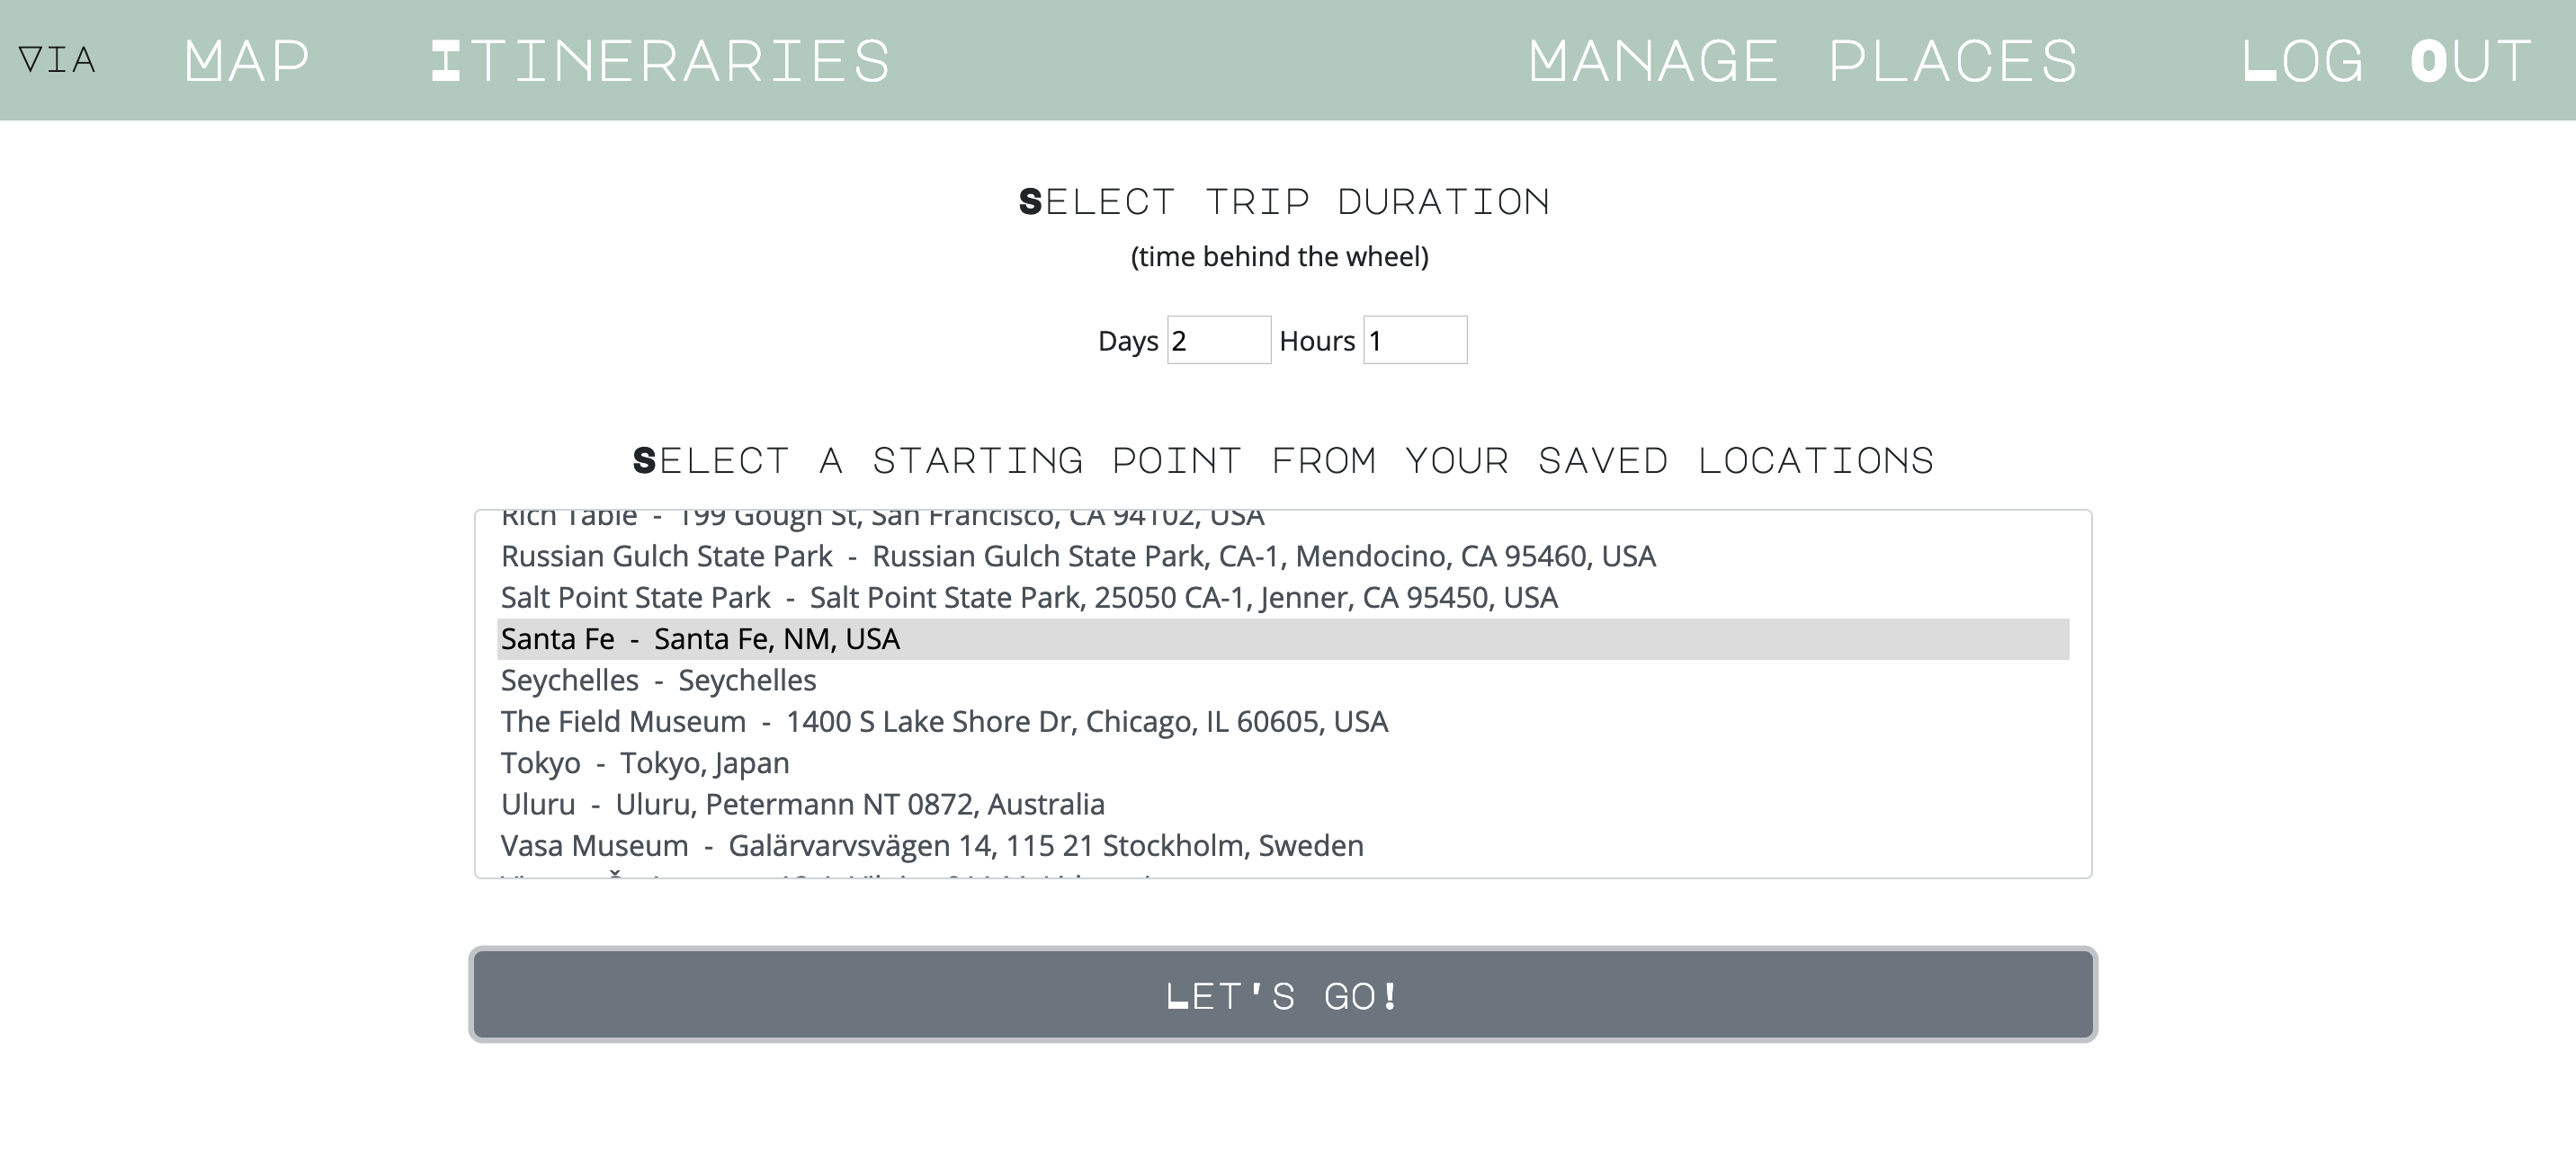 VIA MAP ITINERARIES MANAGE PLACES LOG OUT
SELECT TRIP DURATION
(time behind the wheel)
Days 2 Hours 1
SELECT A STARTING POINT FROM YOUR SAVED LOCATIONS
Rich Table - 199 Gough St, San Francisco, CA 94102, USA
Russian Gulch State Park - Russian Gulch State Park, CA-1, Mendocino, CA 95460, USA
Salt Point State Park - Salt Point State Park, 25050 CA-1, Jenner, CA 95450, USA
Santa Fe - Santa Fe, NM, USA
Seychelles - Seychelles
The Field Museum - 1400 S Lake Shore Dr, Chicago, IL 60605, USA
Tokyo - Tokyo, Japan
Uluru - Uluru, Petermann NT 0872, Australia
Vasa Museum - Galärvarvsvägen 14, 115 21 Stockholm, Sweden
LET'S GO!